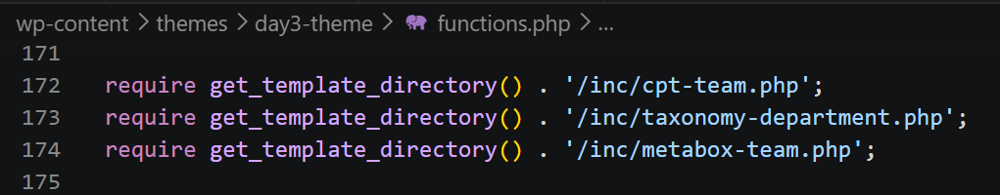 wp-content > themes > day3-theme > functions.php > ...
171
172 require get_template_directory() . '/inc/cpt-team.php';
173 require get_template_directory() . '/inc/taxonomy-department.php';
174 require get_template_directory() . '/inc/metabox-team.php';
175